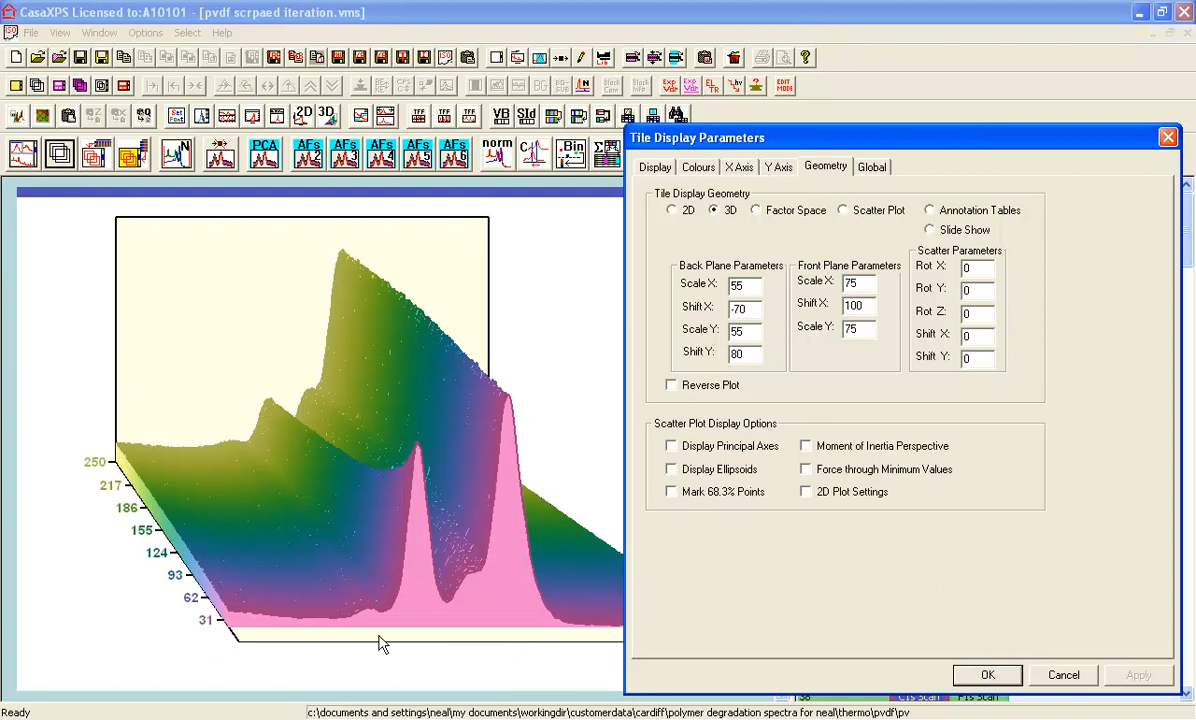 CasaXPS Licensed to:A10101 - [pvdf scrpaed iteration.vms]
File View Window Options Select Help
2D 3D TFF TFF TFF VB SId
N PCA AFs 2 AFs 3 AFs 4 AFs 5 AFs 6 norm .Bin
Tile Display Parameters
Display Colours X Axis Y Axis Geometry Global
Tile Display Geometry
2D 3D Factor Space Scatter Plot Annotation Tables
Slide Show
Back Plane Parameters Front Plane Parameters Scatter Parameters
Scale X: 55 Scale X: 75 Rot X: 0
Shift X: -70 Shift X: 100 Rot Y: 0
Scale Y: 55 Scale Y: 75 Rot Z: 0
Shift Y: 80 Shift X: 0
Shift Y: 0
Reverse Plot
Scatter Plot Display Options
Display Principal Axes Moment of Inertia Perspective
Display Ellipsoids Force through Minimum Values
Mark 68.3% Points 2D Plot Settings
250
217
186
155
124
93
62
31
OK Cancel Apply
Ready c:\documents and settings\neal\my documents\workingdir\customerdata\cardiff\polymer degradation spectra for neal\thermo\pvdf\pv